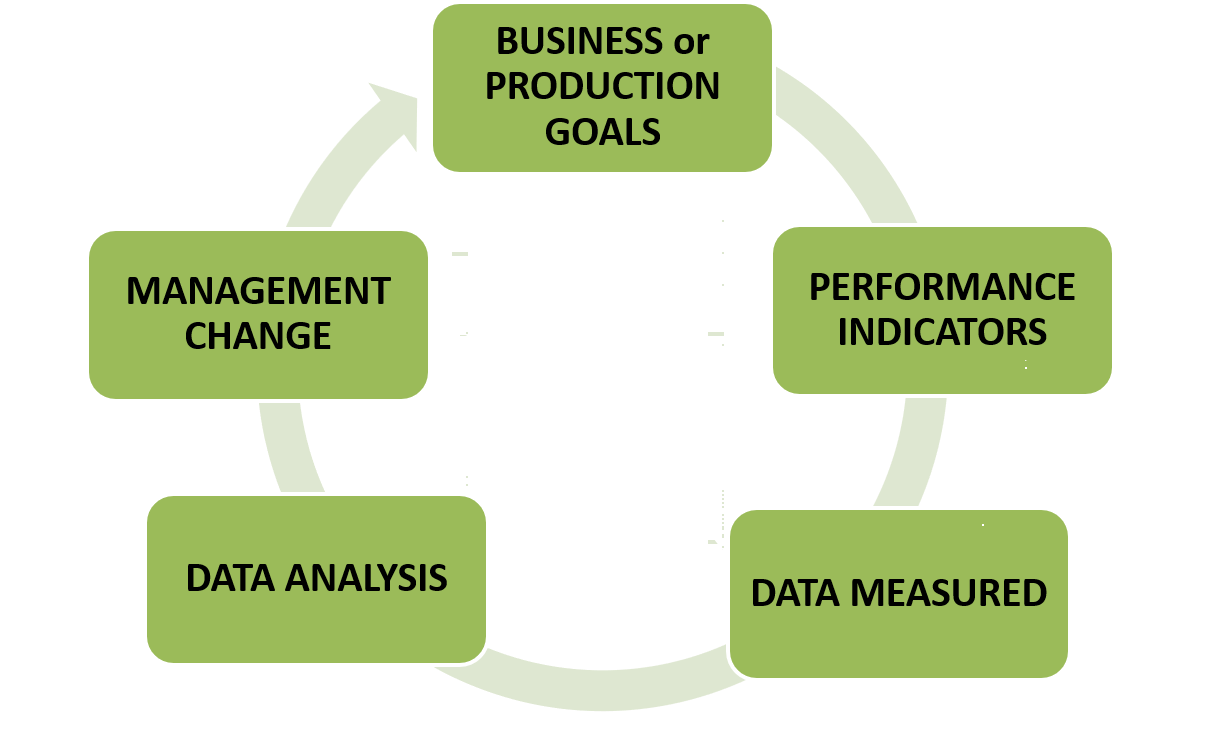 BUSINESS or
PRODUCTION
GOALS
PERFORMANCE
INDICATORS
DATA MEASURED
DATA ANALYSIS
MANAGEMENT
CHANGE